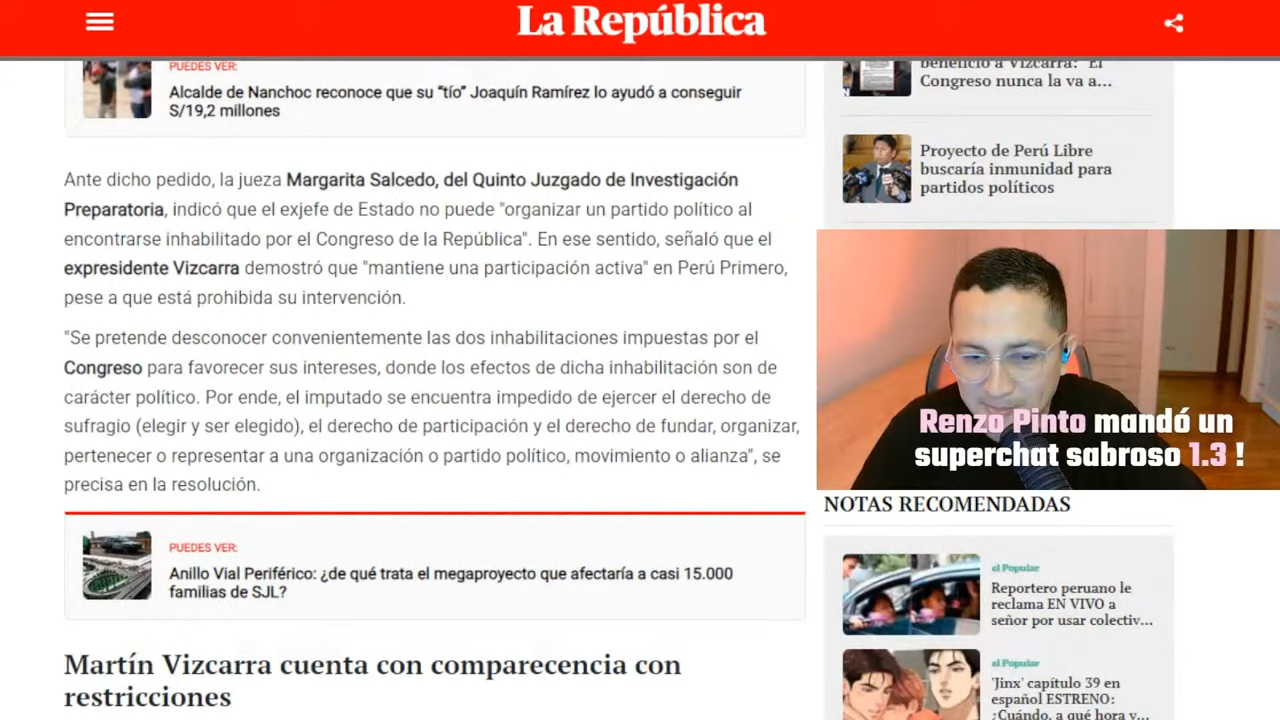 La República
PUEDES VER:
Alcalde de Nanchoc reconoce que su “tío” Joaquín Ramírez lo ayudó a conseguir
S/19,2 millones
Ante dicho pedido, la jueza Margarita Salcedo, del Quinto Juzgado de Investigación
Preparatoria, indicó que el exjefe de Estado no puede "organizar un partido político al
encontrarse inhabilitado por el Congreso de la República". En ese sentido, señaló que el
expresidente Vizcarra demostró que "mantiene una participación activa" en Perú Primero,
pese a que está prohibida su intervención.
"Se pretende desconocer convenientemente las dos inhabilitaciones impuestas por el
Congreso para favorecer sus intereses, donde los efectos de dicha inhabilitación son de
carácter político. Por ende, el imputado se encuentra impedido de ejercer el derecho de
sufragio (elegir y ser elegido), el derecho de participación y el derecho de fundar, organizar,
pertenecer o representar a una organización o partido político, movimiento o alianza", se
precisa en la resolución.
PUEDES VER:
Anillo Vial Periférico: ¿de qué trata el megaproyecto que afectaría a casi 15.000
familias de SJL?
Martín Vizcarra cuenta con comparecencia con
restricciones
beneficio a Vizcarra: "El
Congreso nunca la va a...
Proyecto de Perú Libre
buscaría inmunidad para
partidos políticos
Renzo Pinto mandó un
superchat sabroso 1.3 !
NOTAS RECOMENDADAS
el Popular
Reportero peruano le
reclama EN VIVO a
señor por usar colectiv...
el Popular
'Jinx' capítulo 39 en
español ESTRENO:
¿Cuándo, a qué hora y...